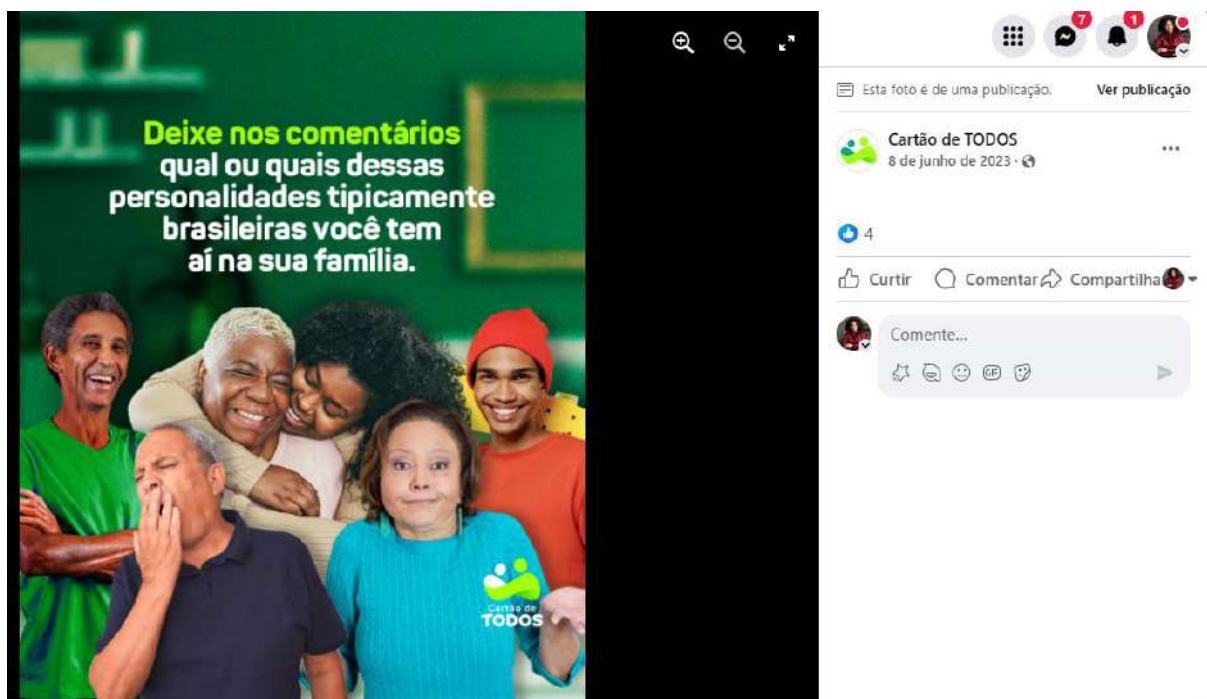 Deixe nos comentários
qual ou quais dessas
personalidades tipicamente
brasileiras você tem
aí na sua família.
Cartão de
TODOS
7
1
Esta foto é de uma publicação.
Ver publicação
Cartão de TODOS
8 de junho de 2023
4
Curtir
Comentar
Compartilha
Comente...
GIF